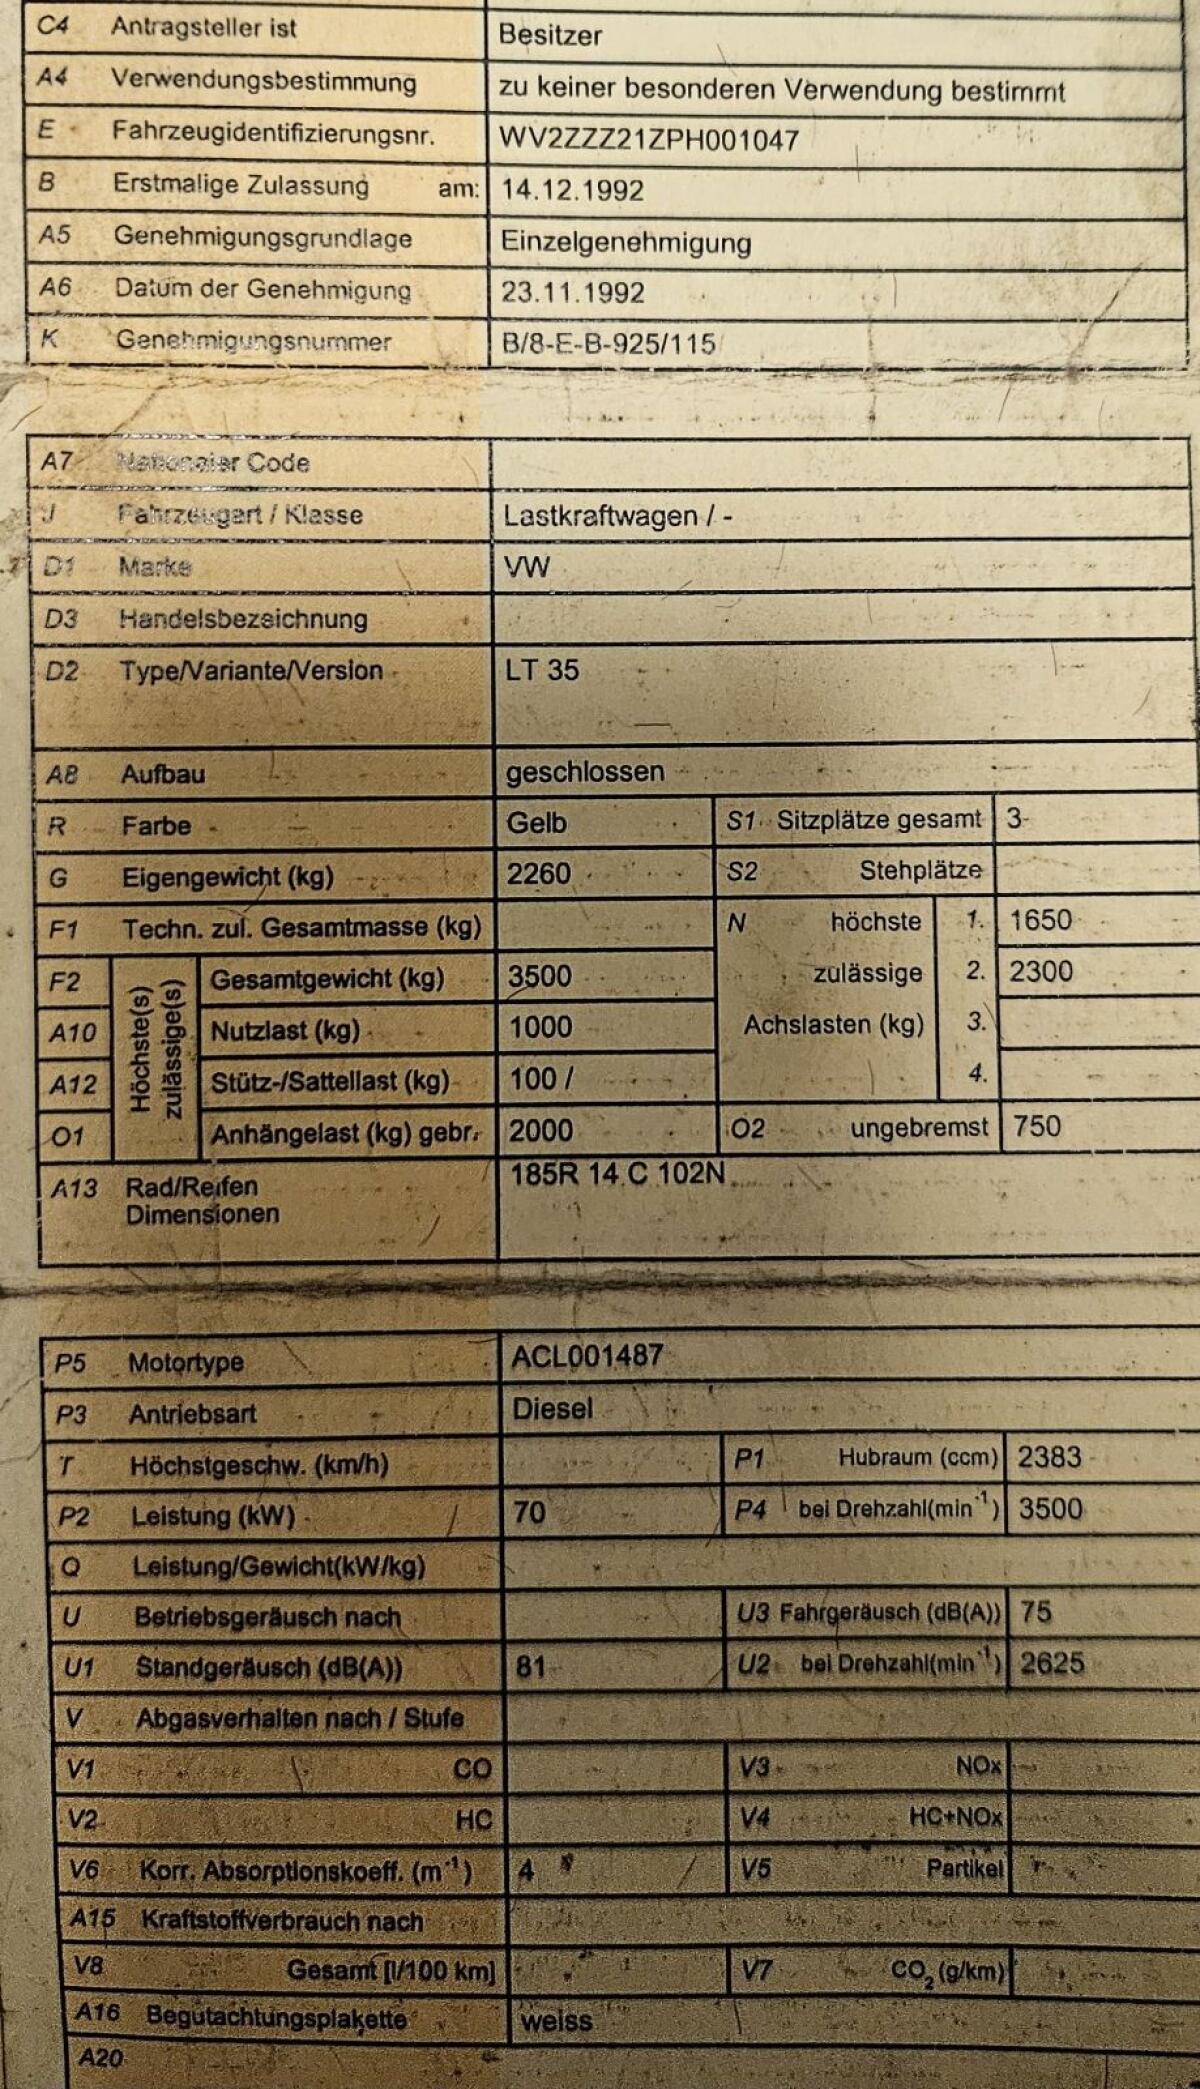 C4 Antragsteller ist Besitzer
A4 Verwendungsbestimmung zu keiner besonderen Verwendung bestimmt
E Fahrzeugidentifizierungsnr. WV2ZZZ21ZPH001047
B Erstmalige Zulassung am: 14.12.1992
A5 Genehmigungsgrundlage Einzelgenehmigung
A6 Datum der Genehmigung 23.11.1992
K Genehmigungsnummer B/8-E-B-925/115
A7 Nationaler Code
J Fahrzeugart / Klasse Lastkraftwagen / -
D1 Marke VW
D3 Handelsbezeichnung
D2 Type/Variante/Version LT 35
A8 Aufbau geschlossen
R Farbe Gelb S1 Sitzplätze gesamt 3
G Eigengewicht (kg) 2260 S2 Stehplätze
F1 Techn. zul. Gesamtmasse (kg) N höchste 1. 1650
F2 Höchste(s) zulässige(s) Gesamtgewicht (kg) 3500 zulässige 2. 2300
A10 Nutzlast (kg) 1000 Achslasten (kg) 3.
A12 Stütz-/Sattellast (kg) 100 / 4.
O1 Anhängelast (kg) gebr. 2000 O2 ungebremst 750
A13 Rad/Reifen 185R 14 C 102N
Dimensionen
P5 Motortype ACL001487
P3 Antriebsart Diesel
T Höchstgeschw. (km/h) P1 Hubraum (ccm) 2383
P2 Leistung (kW) 70 P4 bei Drehzahl(min⁻¹) 3500
Q Leistung/Gewicht(kW/kg)
U Betriebsgeräusch nach U3 Fahrgeräusch (dB(A)) 75
U1 Standgeräusch (dB(A)) 81 U2 bei Drehzahl(min⁻¹) 2625
V Abgasverhalten nach / Stufe
V1 CO V3 NOx
V2 HC V4 HC+NOx
V6 Korr. Absorptionskoeff. (m⁻¹) 4 V5 Partikel
A15 Kraftstoffverbrauch nach
V8 Gesamt [l/100 km] V7 CO₂ (g/km)
A16 Begutachtungsplakette weiss
A20